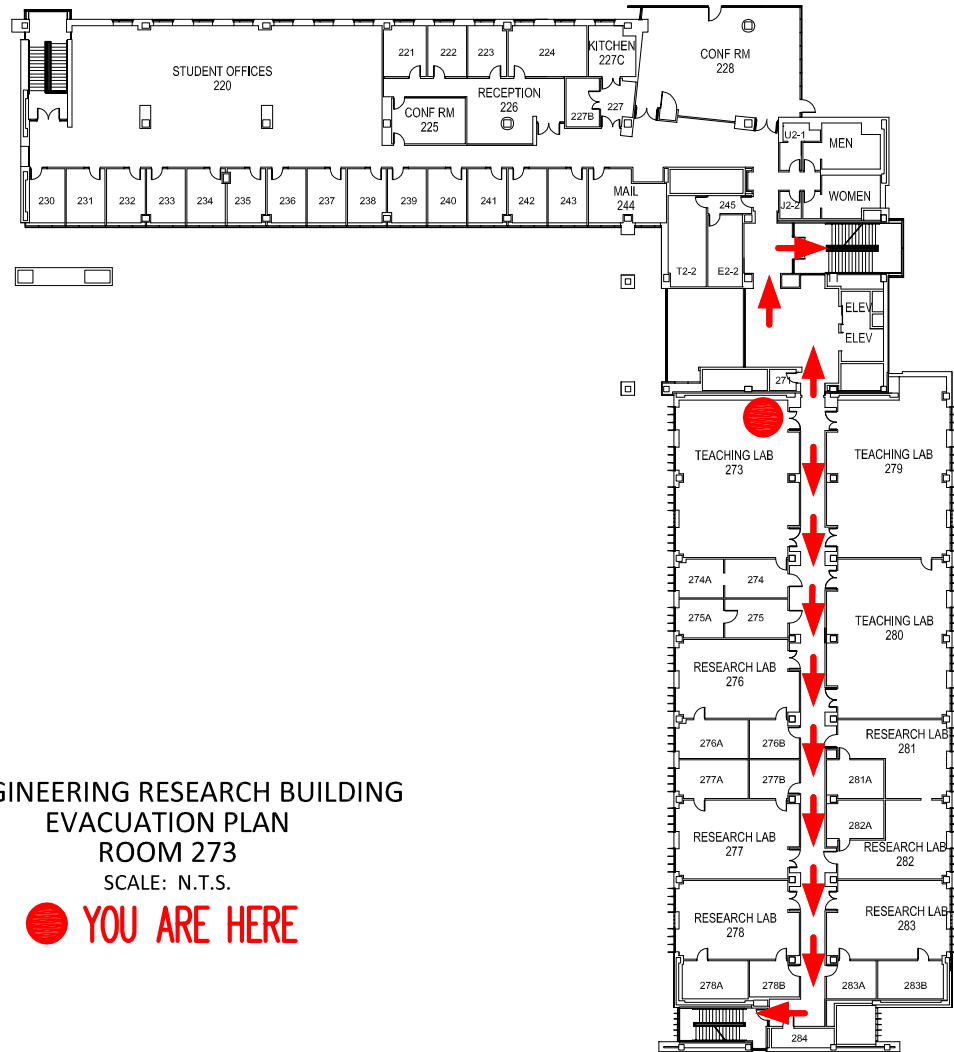 221
222
223
224
KITCHEN
227C
CONF RM
228
STUDENT OFFICES
220
RECEPTION
226
CONF RM
225
227B
227
U2-1
MEN
230
231
232
233
234
235
236
237
238
239
240
241
242
243
MAIL
244
245
J2-2
WOMEN
T2-2
E2-2
ELEV
ELEV
271
TEACHING LAB
273
TEACHING LAB
279
274A
274
275A
275
TEACHING LAB
280
RESEARCH LAB
276
276A
276B
RESEARCH LAB
281
277A
277B
281A
282A
RESEARCH LAB
277
RESEARCH LAB
282
RESEARCH LAB
278
RESEARCH LAB
283
278A
278B
283A
283B
284
GINEERING RESEARCH BUILDING
EVACUATION PLAN
ROOM 273
SCALE: N.T.S.
YOU ARE HERE